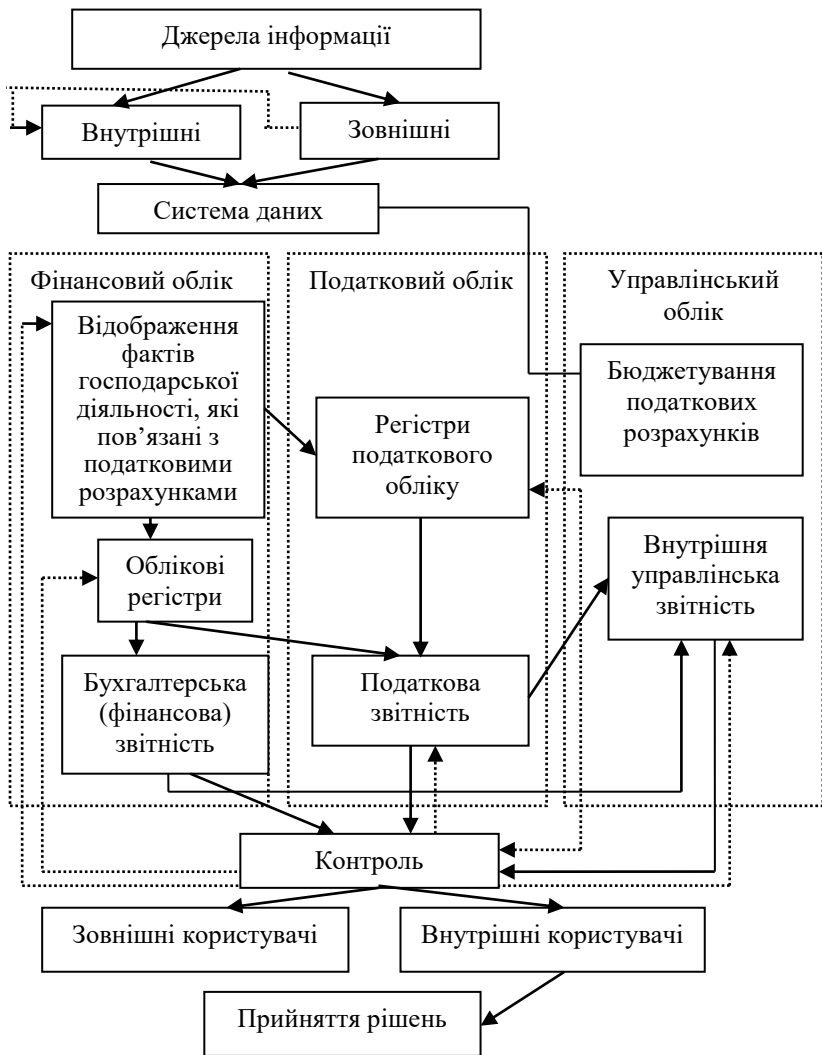 Джерела інформації
Внутрішні
Зовнішні
Система даних
Фінансовий облік
Відображення
фактів
господарської
діяльності, які
пов’язані з
податковими
розрахунками
Облікові
регістри
Бухгалтерська
(фінансова)
звітність
Податковий облік
Регістри
податкового
обліку
Податкова
звітність
Управлінський
облік
Бюджетування
податкових
розрахунків
Внутрішня
управлінська
звітність
Контроль
Зовнішні користувачі
Внутрішні користувачі
Прийняття рішень